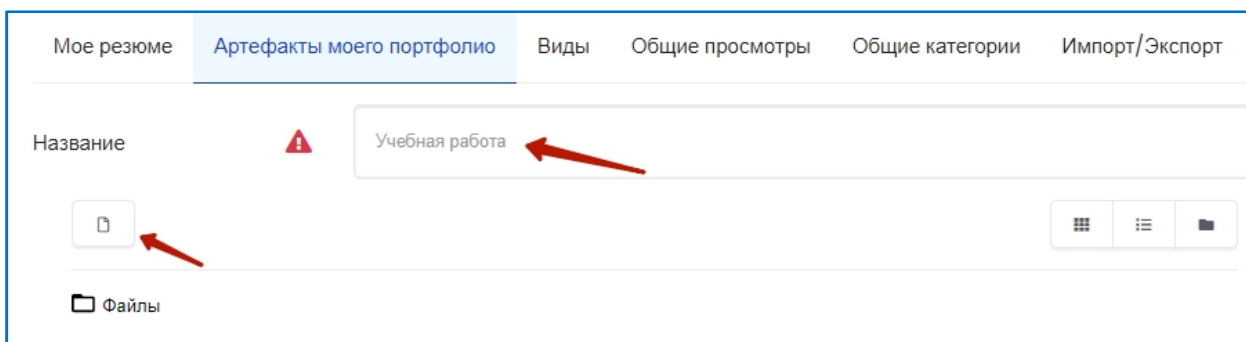 Мое резюме Артефакты моего портфолио Виды Общие просмотры Общие категории Импорт/Экспорт
Название Учебная работа
Файлы